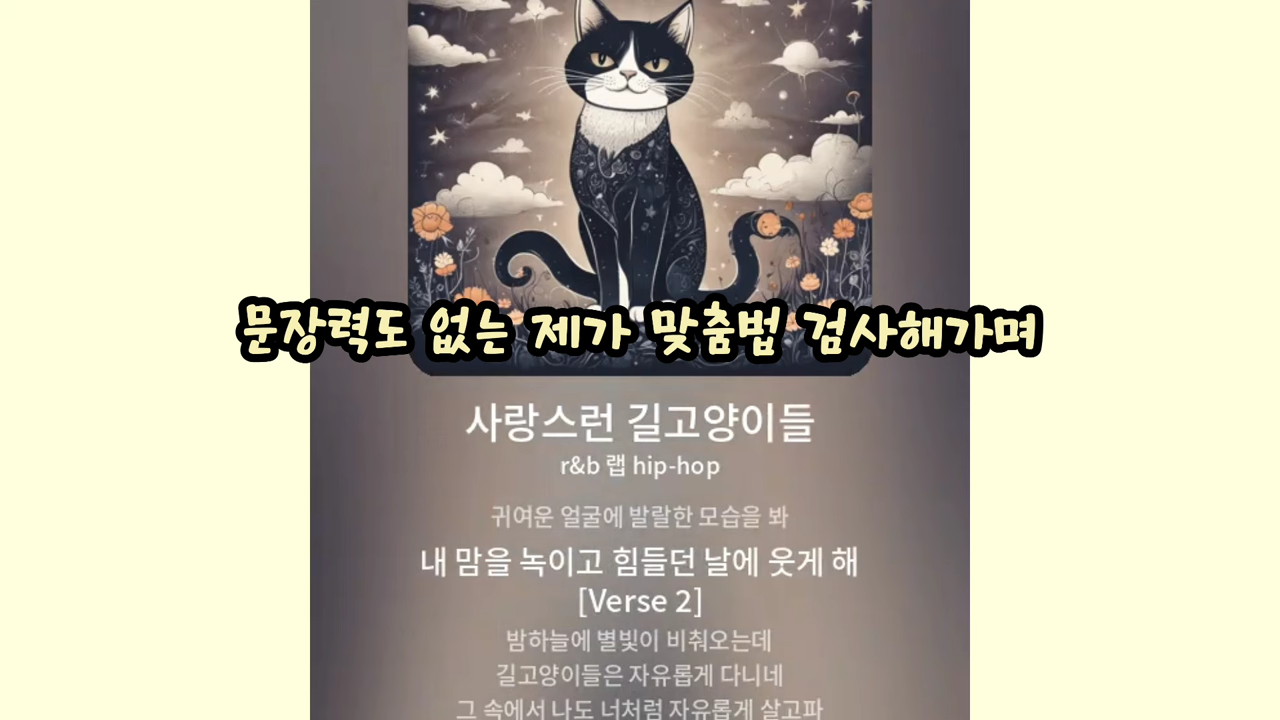 문장력도 없는 제가 맞춤법 검사해가며
사랑스런 길고양이들
r&b 랩 hip-hop
귀여운 얼굴에 발랄한 모습을 봐
내 맘을 녹이고 힘들던 날에 웃게 해
[Verse 2]
밤하늘에 별빛이 비춰오는데
길고양이들은 자유롭게 다니네
그 속에서 나도 너처럼 자유롭게 살고파